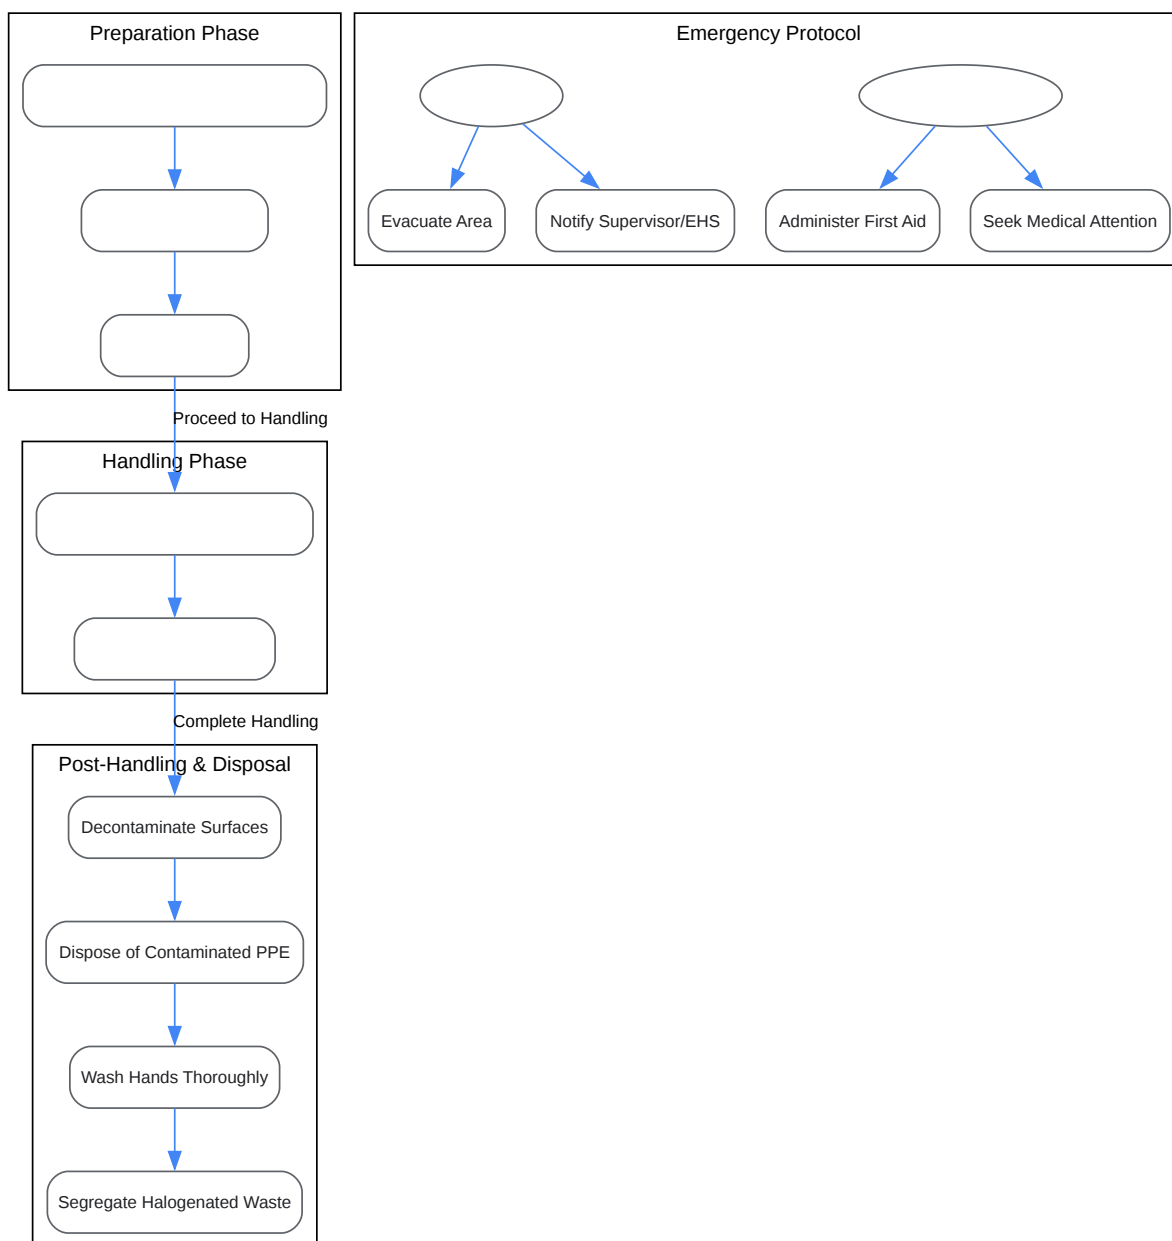 Preparation Phase
Emergency Protocol
Evacuate Area
Notify Supervisor/EHS
Administer First Aid
Seek Medical Attention
Proceed to Handling
Handling Phase
Complete Handling
Post-Handling & Disposal
Decontaminate Surfaces
Dispose of Contaminated PPE
Wash Hands Thoroughly
Segregate Halogenated Waste